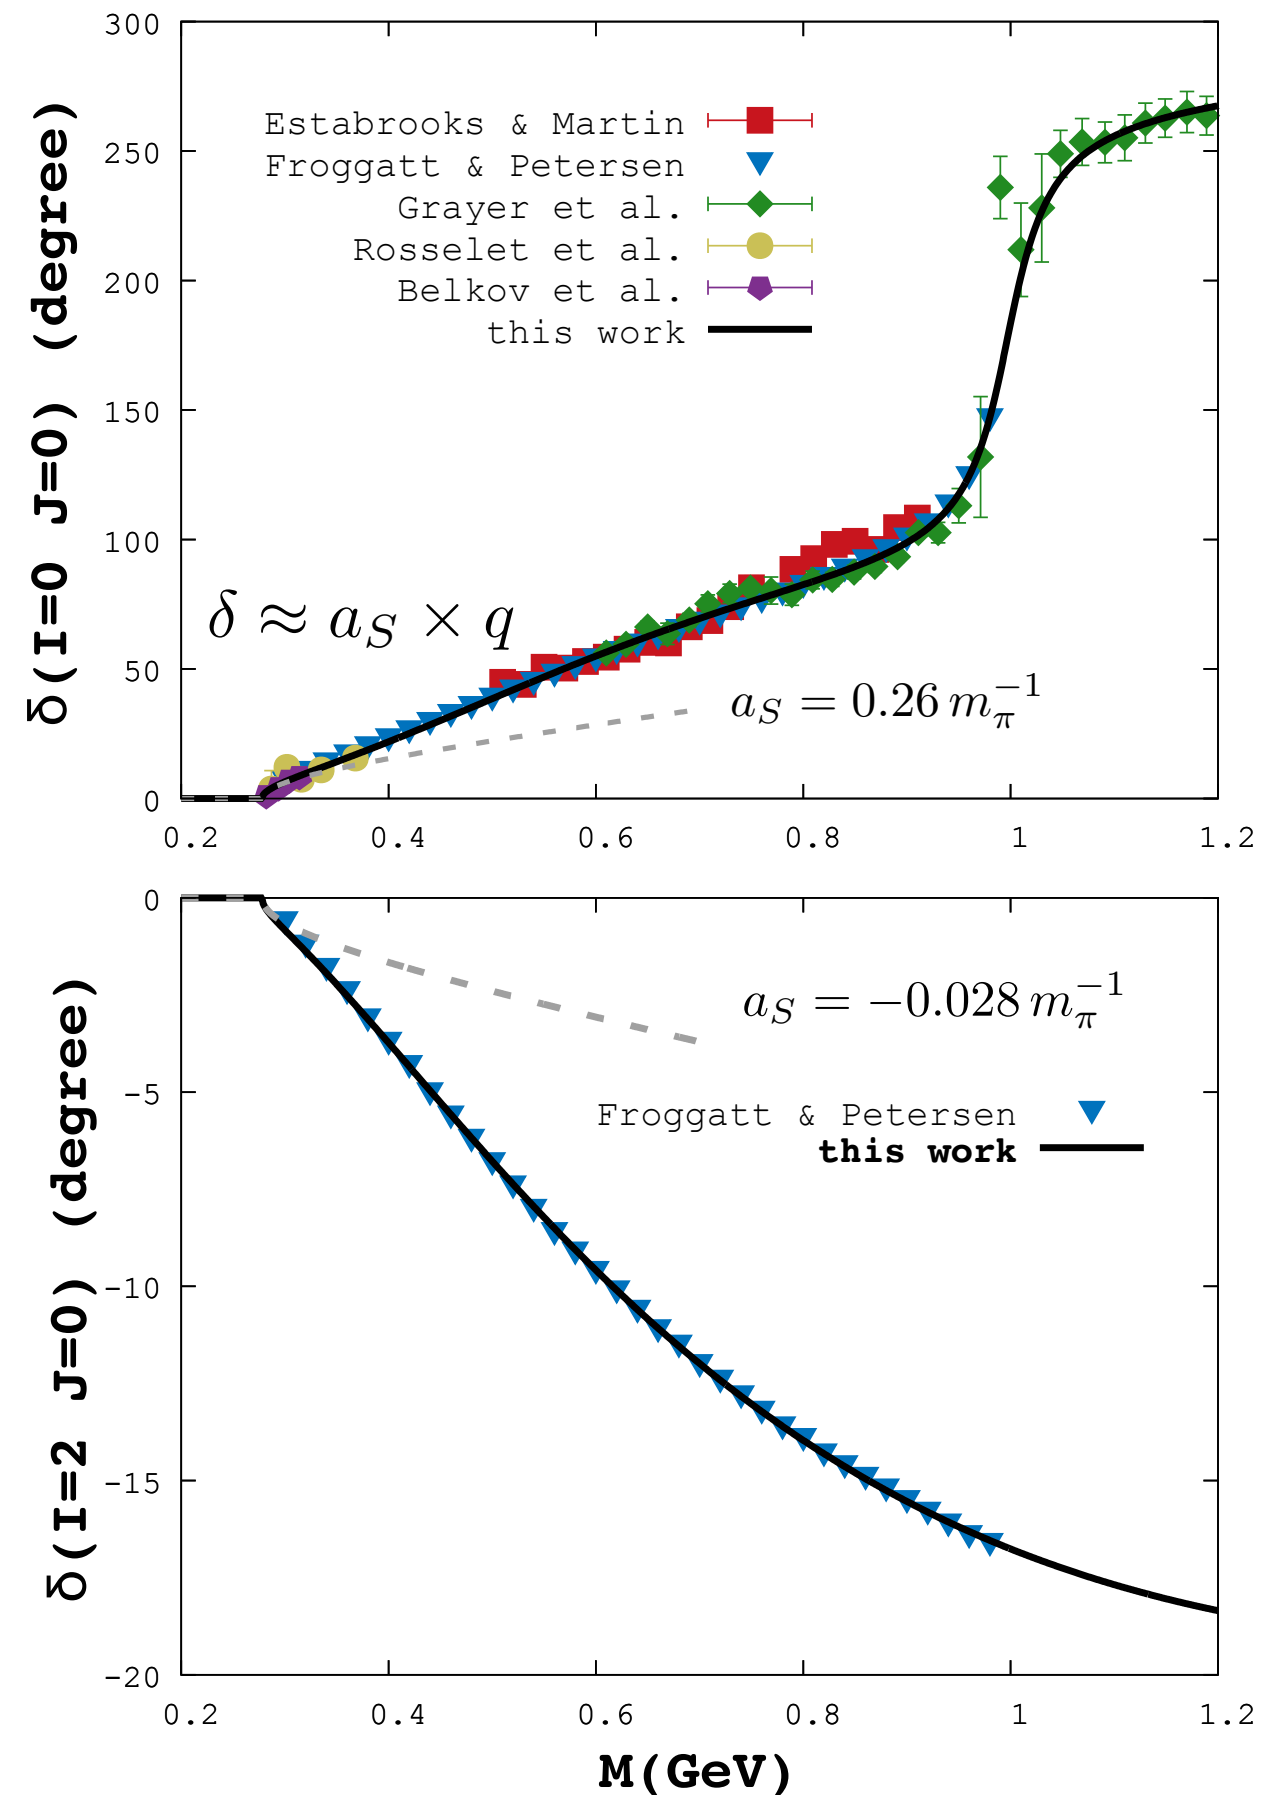 300
250
200
150
100
50
0
δ(I=0 J=0) (degree)
Estabrooks & Martin
Froggatt & Petersen
Grayer et al.
Rosselet et al.
Belkov et al.
this work
δ ≈ a_S × q
a_S = 0.26 m_π^{-1}
0.2 0.4 0.6 0.8 1 1.2
0
-5
-10
-15
-20
δ(I=2 J=0) (degree)
a_S = −0.028 m_π^{-1}
Froggatt & Petersen
this work
0.2 0.4 0.6 0.8 1 1.2
M(GeV)